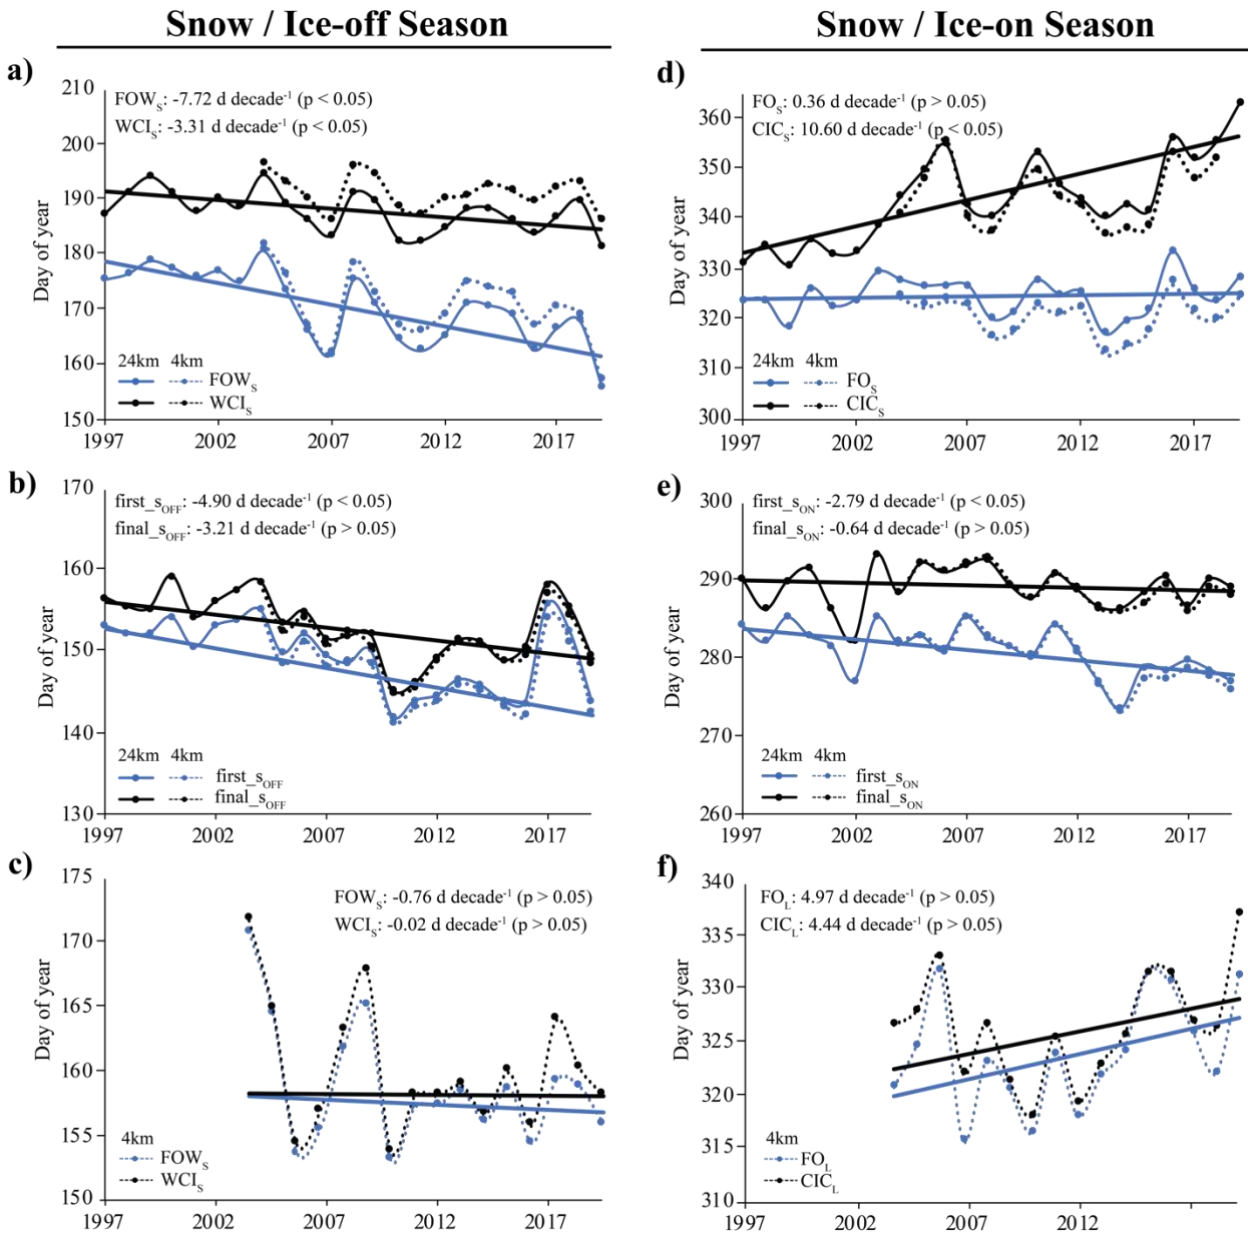 Snow / Ice-off Season
a)
210
200
190
180
170
160
150
Day of year
FOWS: -7.72 d decade-1 (p < 0.05)
WCIS: -3.31 d decade-1 (p < 0.05)
24km 4km
FOWS
WCIS
1997 2002 2007 2012 2017
b)
170
160
150
140
130
Day of year
first_sOFF: -4.90 d decade-1 (p < 0.05)
final_sOFF: -3.21 d decade-1 (p > 0.05)
24km 4km
first_sOFF
final_sOFF
1997 2002 2007 2012 2017
c)
175
170
165
160
155
150
Day of year
FOWS: -0.76 d decade-1 (p > 0.05)
WCIS: -0.02 d decade-1 (p > 0.05)
4km
FOWS
WCIS
1997 2002 2007 2012 2017
Snow / Ice-on Season
d)
360
350
340
330
320
310
300
Day of year
FOS: 0.36 d decade-1 (p > 0.05)
CICS: 10.60 d decade-1 (p < 0.05)
24km 4km
FOS
CICS
1997 2002 2007 2012 2017
e)
300
290
280
270
260
Day of year
first_sON: -2.79 d decade-1 (p < 0.05)
final_sON: -0.64 d decade-1 (p > 0.05)
24km 4km
first_sON
final_sON
1997 2002 2007 2012 2017
f)
340
335
330
325
320
315
310
Day of year
FOL: 4.97 d decade-1 (p > 0.05)
CICL: 4.44 d decade-1 (p > 0.05)
4km
FOL
CICL
1997 2002 2007 2012